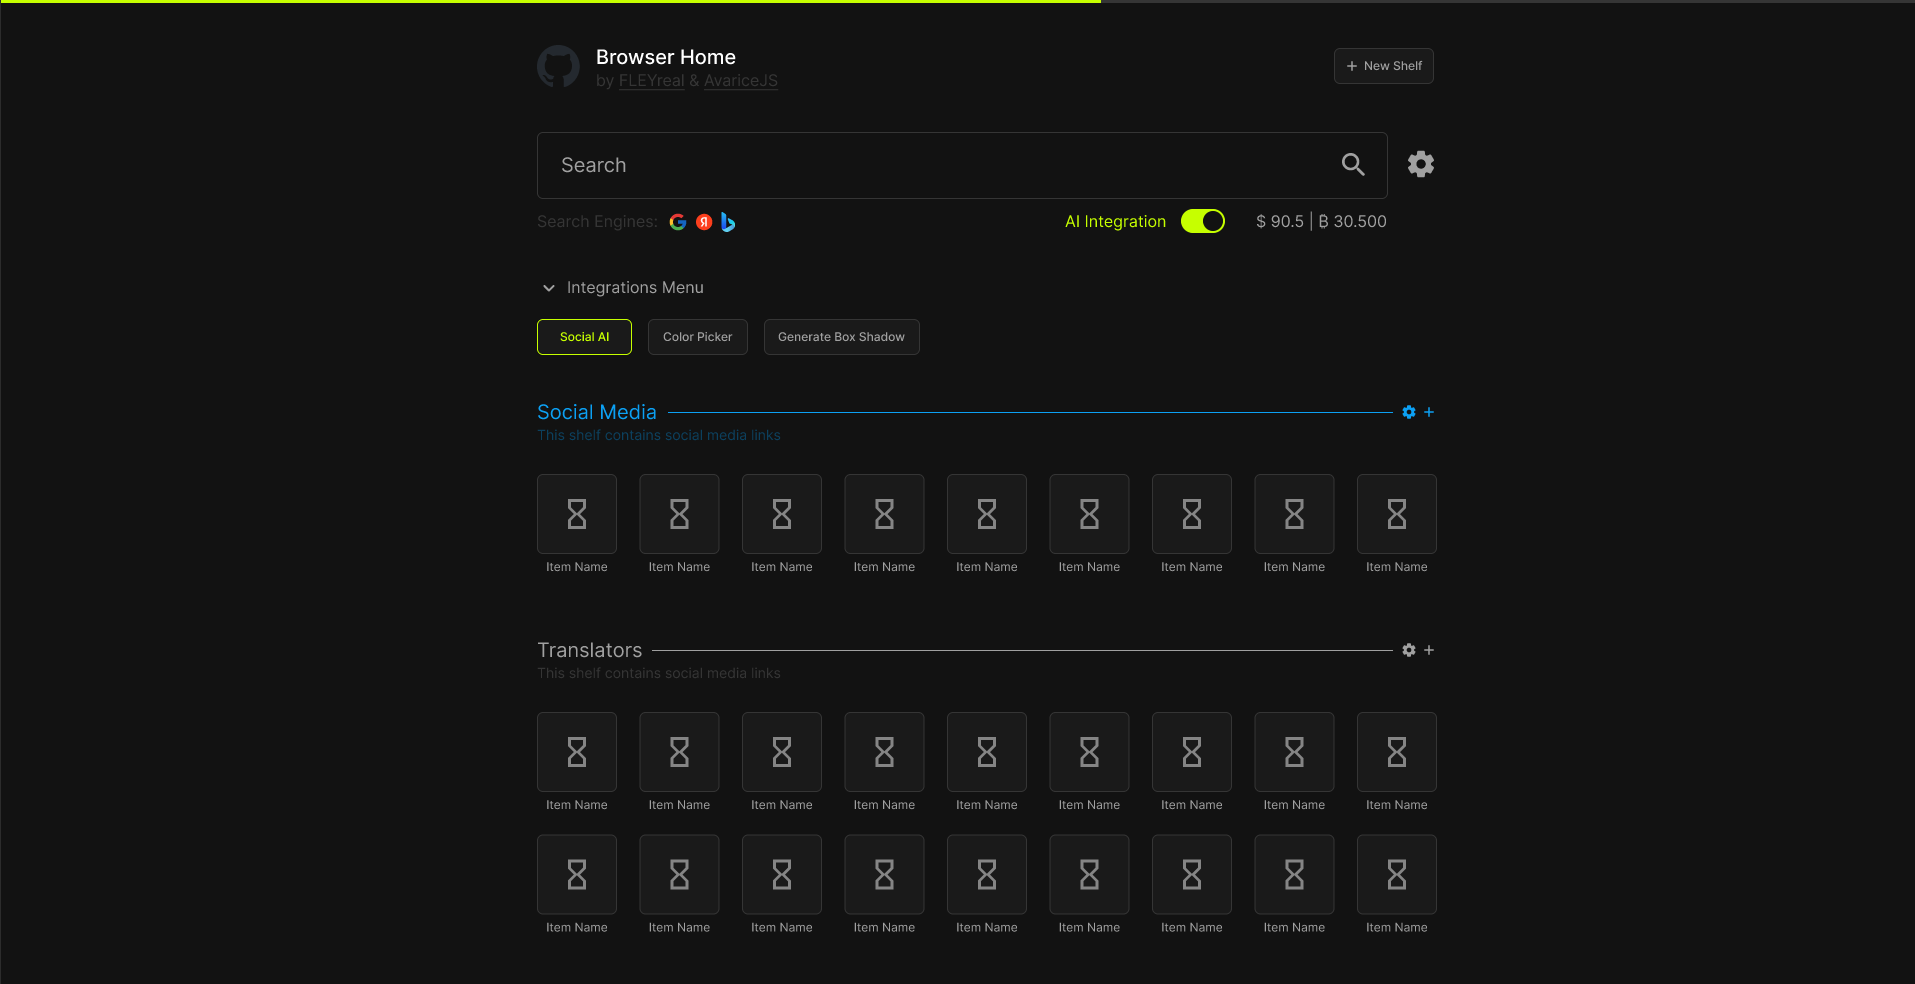 Browser Home
by FLEYreal & AvariceJS
+ New Shelf
Search
Search Engines:
AI Integration
$ 90.5 | ₿ 30.500
Integrations Menu
Social AI
Color Picker
Generate Box Shadow
Social Media
This shelf contains social media links
Item Name Item Name Item Name Item Name Item Name Item Name Item Name Item Name Item Name
Translators
This shelf contains social media links
Item Name Item Name Item Name Item Name Item Name Item Name Item Name Item Name Item Name
Item Name Item Name Item Name Item Name Item Name Item Name Item Name Item Name Item Name